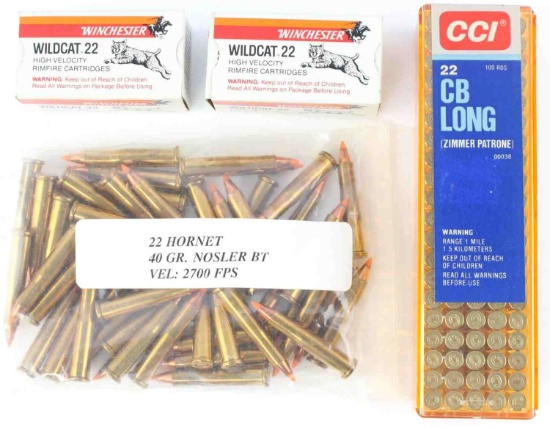 WINCHESTER
WILDCAT 22
HIGH VELOCITY
RIMFIRE CARTRIDGES
WARNING: Keep out of Reach of Children.
Read All Warnings on Package Before Using.
WINCHESTER
WILDCAT 22
HIGH VELOCITY
RIMFIRE CARTRIDGES
WARNING: Keep out of Reach of Children.
Read All Warnings on Package Before Using.
CCI
22 100 RDS
CB
LONG
(ZIMMER PATRONE)
00038
WARNING
RANGE 1 MILE
1.5 KILOMETERS
KEEP OUT OF REACH
OF CHILDREN
READ ALL WARNINGS
BEFORE USE
22 HORNET
40 GR. NOSLER BT
VEL: 2700 FPS